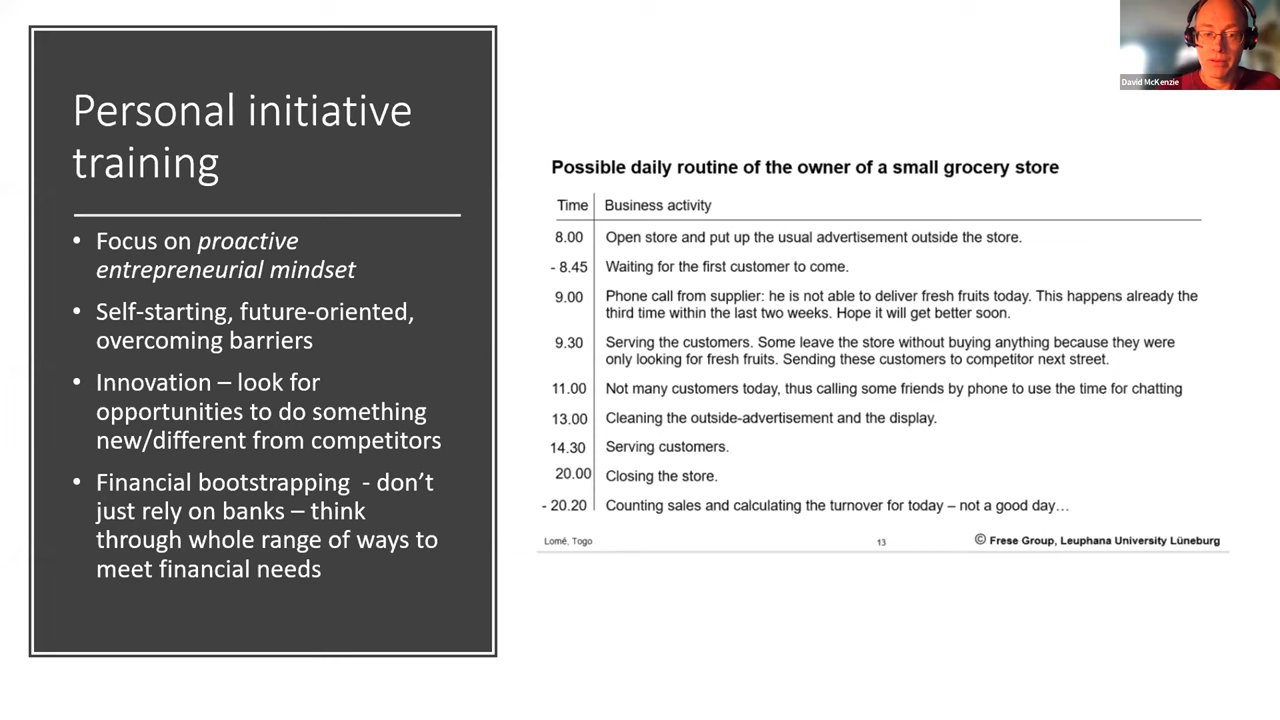 Personal initiative
training
• Focus on proactive
entrepreneurial mindset
• Self-starting, future-oriented,
overcoming barriers
• Innovation – look for
opportunities to do something
new/different from competitors
• Financial bootstrapping - don't
just rely on banks – think
through whole range of ways to
meet financial needs
David McKenzie
Possible daily routine of the owner of a small grocery store
Time Business activity
8.00 Open store and put up the usual advertisement outside the store.
- 8.45 Waiting for the first customer to come.
9.00 Phone call from supplier: he is not able to deliver fresh fruits today. This happens already the
third time within the last two weeks. Hope it will get better soon.
9.30 Serving the customers. Some leave the store without buying anything because they were
only looking for fresh fruits. Sending these customers to competitor next street.
11.00 Not many customers today, thus calling some friends by phone to use the time for chatting
13.00 Cleaning the outside-advertisement and the display.
14.30 Serving customers.
20.00 Closing the store.
- 20.20 Counting sales and calculating the turnover for today – not a good day…
Lomé, Togo 13 © Frese Group, Leuphana University Lüneburg